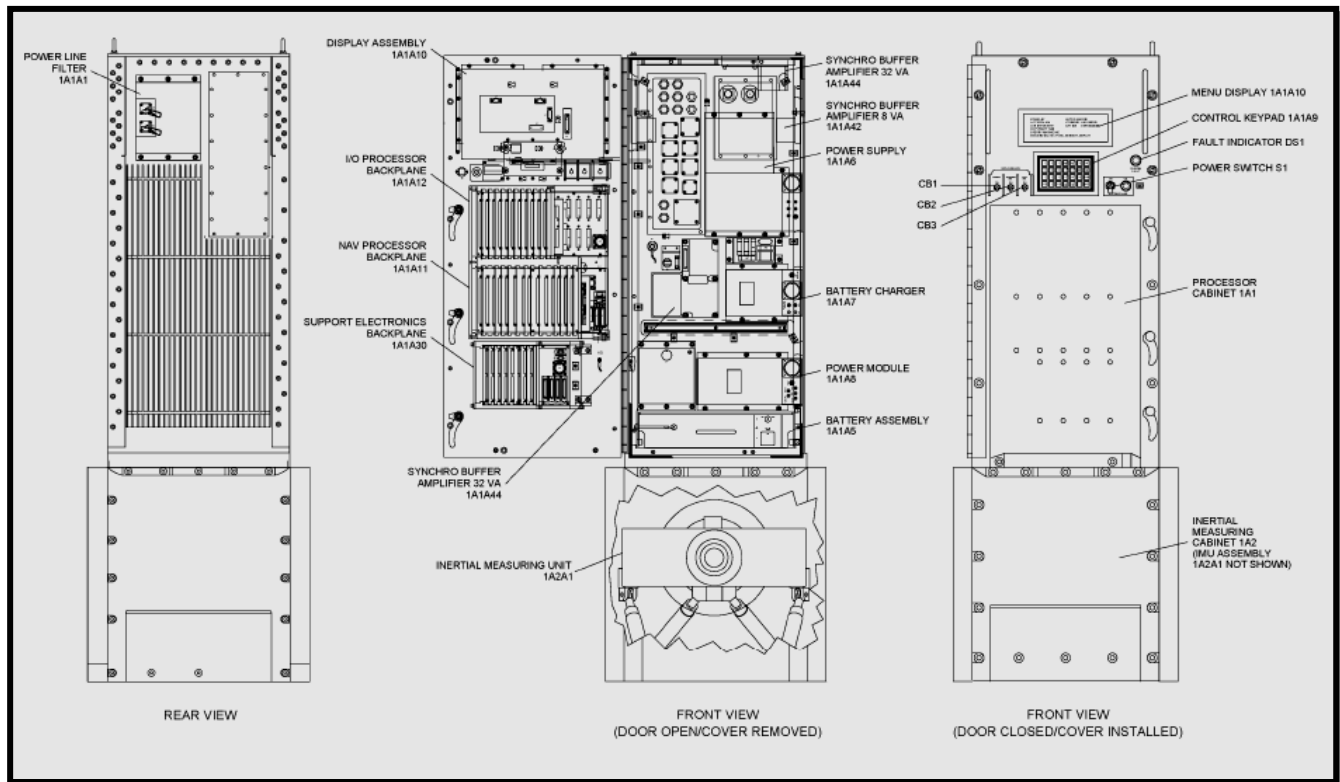 POWER LINE
FILTER
1A1A1
DISPLAY ASSEMBLY
1A1A10
I/O PROCESSOR
BACKPLANE
1A1A12
NAV PROCESSOR
BACKPLANE
1A1A11
SUPPORT ELECTRONICS
BACKPLANE
1A1A30
SYNCHRO BUFFER
AMPLIFIER 32 VA
1A1A44
INERTIAL MEASURING UNIT
1A2A1
SYNCHRO BUFFER
AMPLIFIER 32 VA
1A1A44
SYNCHRO BUFFER
AMPLIFIER 8 VA
1A1A42
POWER SUPPLY
1A1A6
BATTERY CHARGER
1A1A7
POWER MODULE
1A1A8
BATTERY ASSEMBLY
1A1A5
CB1
CB2
CB3
MENU DISPLAY 1A1A10
CONTROL KEYPAD 1A1A9
FAULT INDICATOR DS1
POWER SWITCH S1
PROCESSOR
CABINET 1A1
INERTIAL
MEASURING
CABINET 1A2
(IMU ASSEMBLY
1A2A1 NOT SHOWN)
REAR VIEW
FRONT VIEW
(DOOR OPEN/COVER REMOVED)
FRONT VIEW
(DOOR CLOSED/COVER INSTALLED)